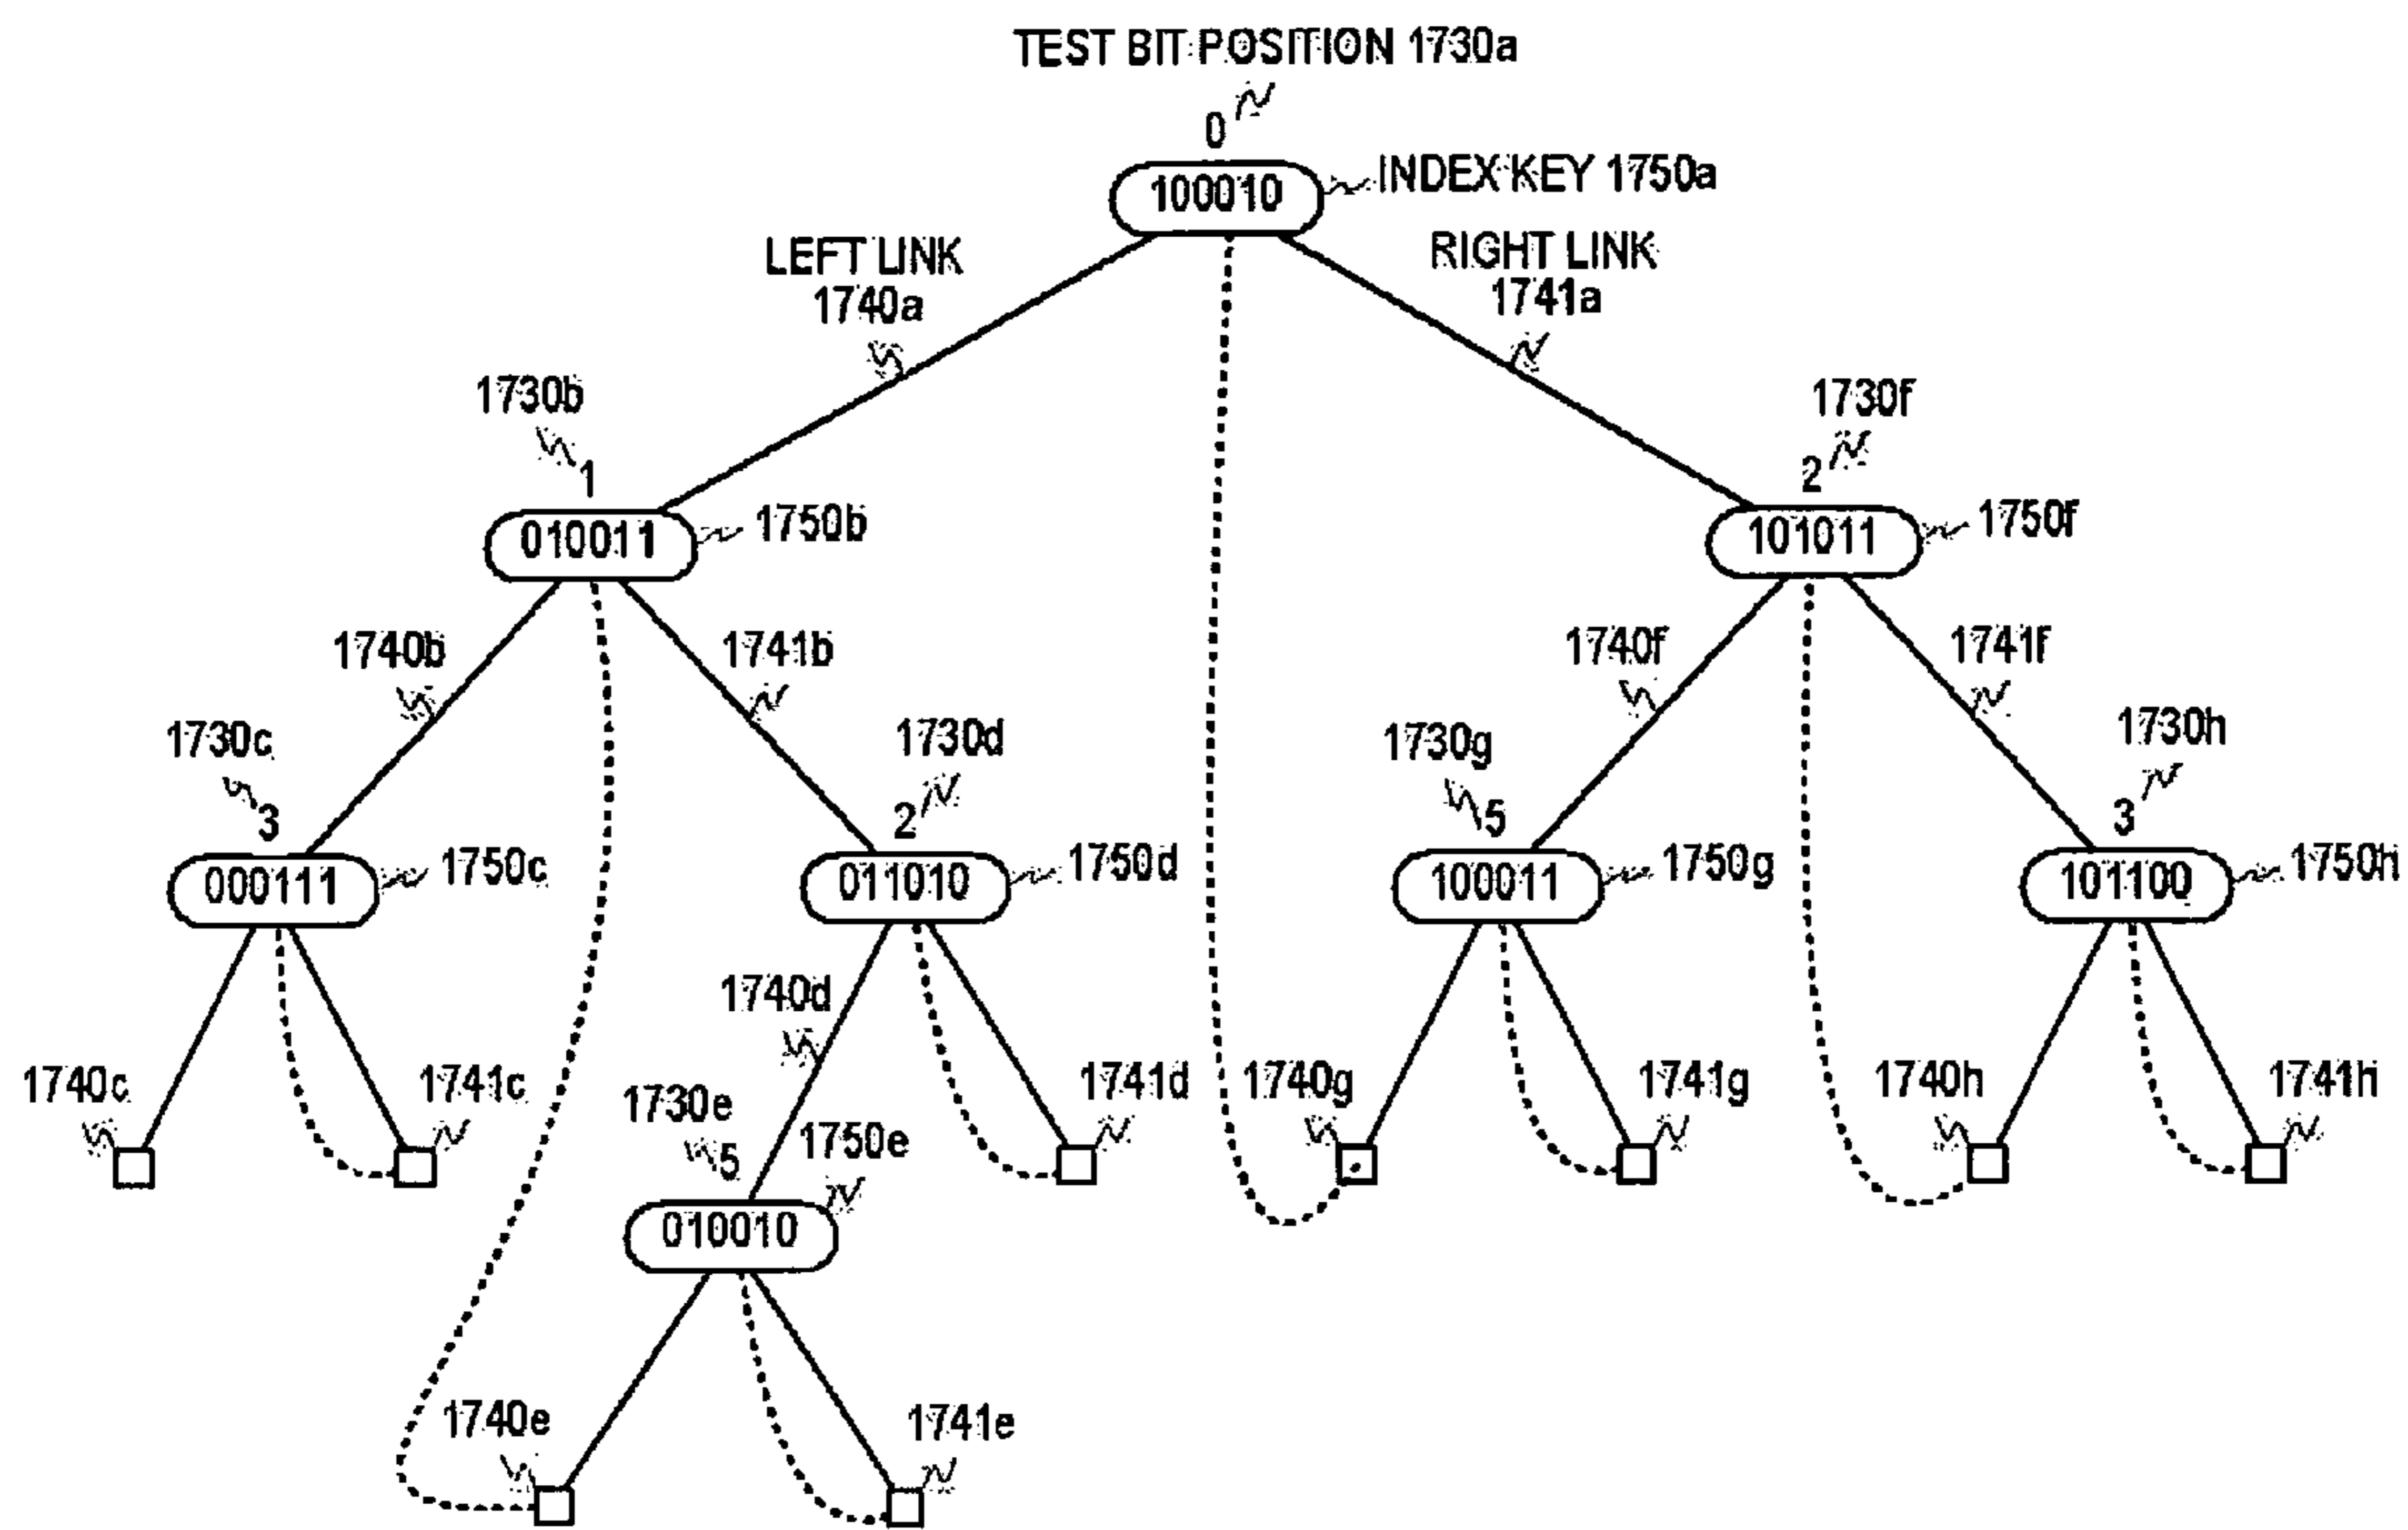 TEST BIT POSITION 1730a
0
100010
INDEX KEY 1750a
LEFT LINK
1740a
RIGHT LINK
1741a
1730b
1
010011
1750b
1730f
2
101011
1750f
1740b
1741b
1740f
1741f
1730c
3
000111
1750c
1730d
2
011010
1750d
1730g
5
100011
1750g
1730h
3
101100
1750h
1740c
1741c
1740d
1741d
1740g
1741g
1740h
1741h
1730e
5
1750e
010010
1740e
1741e